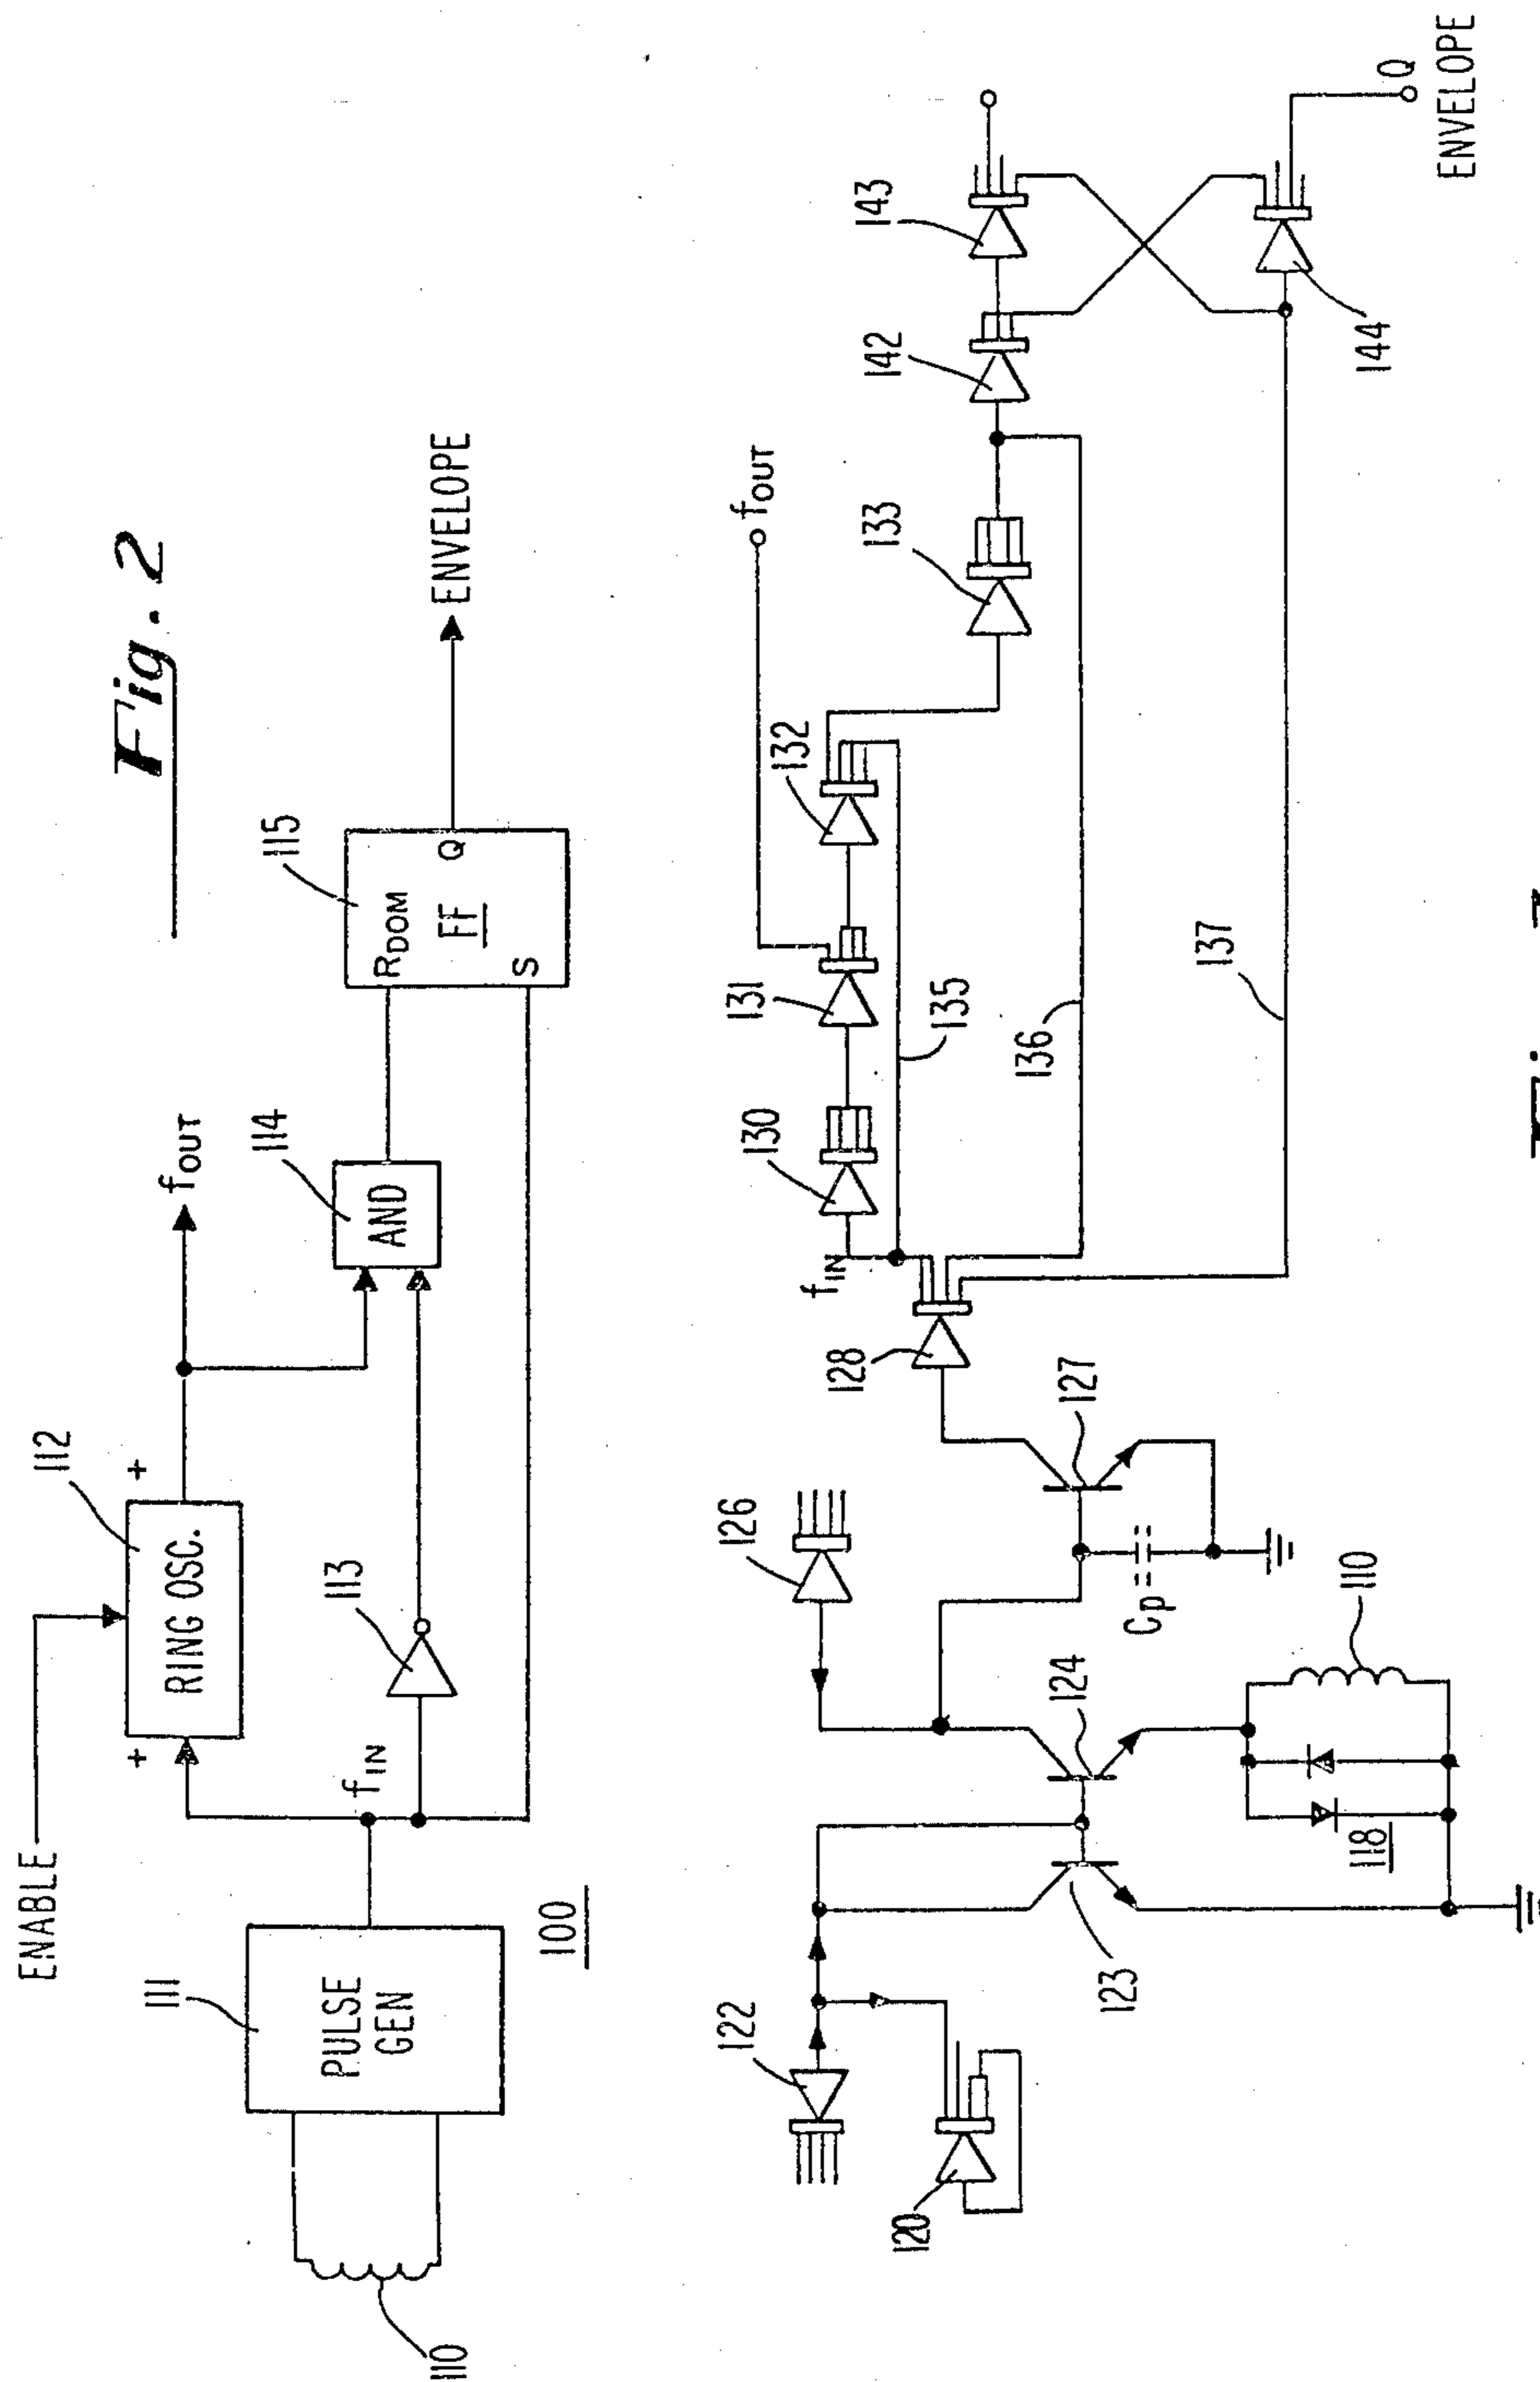 Fig. 2
ENABLE
112
+
+
RING OSC.
fOUT
111
PULSE
GEN
fIN
113
114
AND
115
RDOM
FF
S
Q
ENVELOPE
110
100
122
120
123
124
126
118
110
Cp
127
128
fIN
130
131
132
fOUT
133
135
136
137
142
143
144
Q
ENVELOPE